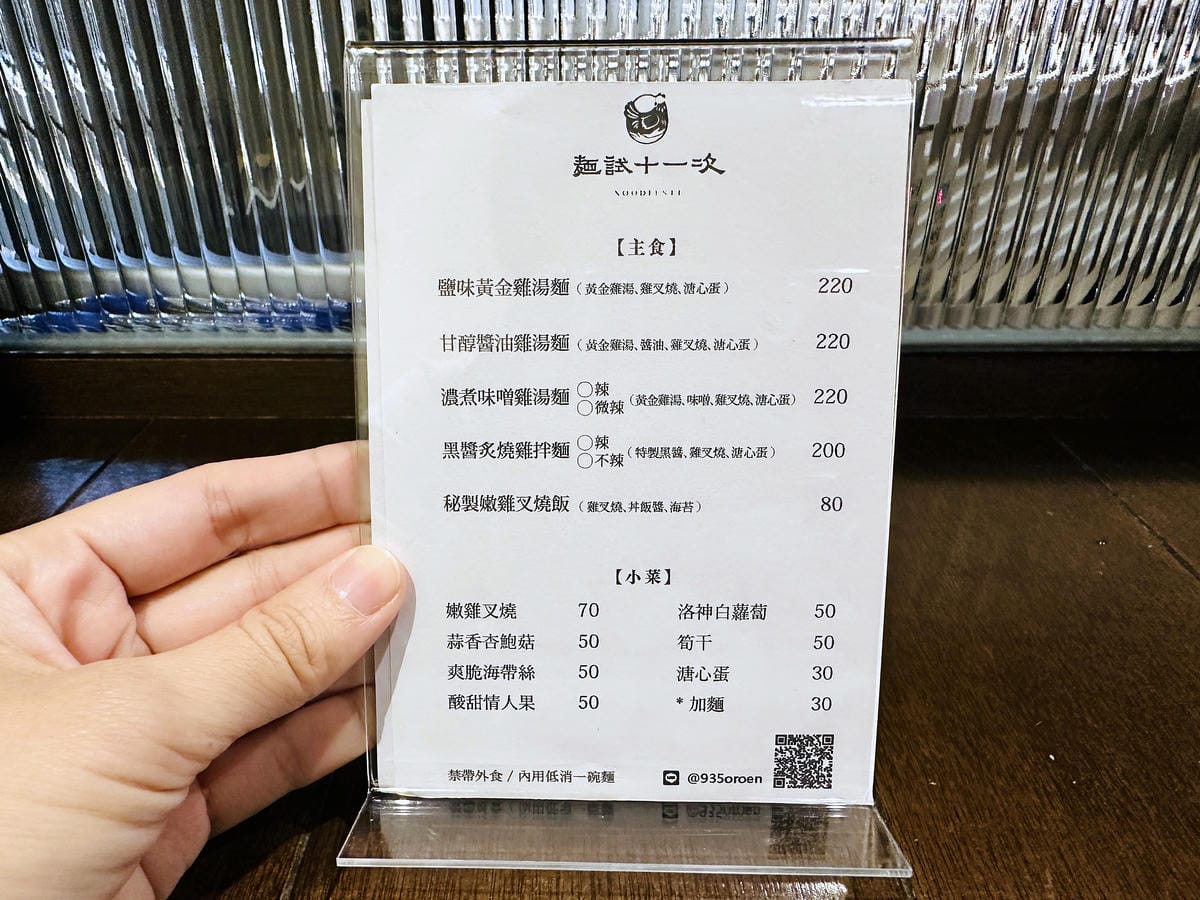 麵試十一次
【主食】
鹽味黃金雞湯麵（黃金雞湯、雞叉燒、溏心蛋） 220
甘醇醬油雞湯麵（黃金雞湯、醬油、雞叉燒、溏心蛋） 220
濃煮味噌雞湯麵 ○辣 ○微辣（黃金雞湯、味噌、雞叉燒、溏心蛋） 220
黑醬炙燒雞拌麵 ○辣 ○不辣（特製黑醬、雞叉燒、溏心蛋） 200
秘製嫩雞叉燒飯（雞叉燒、丼飯醬、海苔） 80
【小菜】
嫩雞叉燒 70 洛神白蘿蔔 50
蒜香杏鮑菇 50 筍干 50
爽脆海帶絲 50 溏心蛋 30
酸甜情人果 50 *加麵 30
禁帶外食 / 內用低消一碗麵 @935oroen